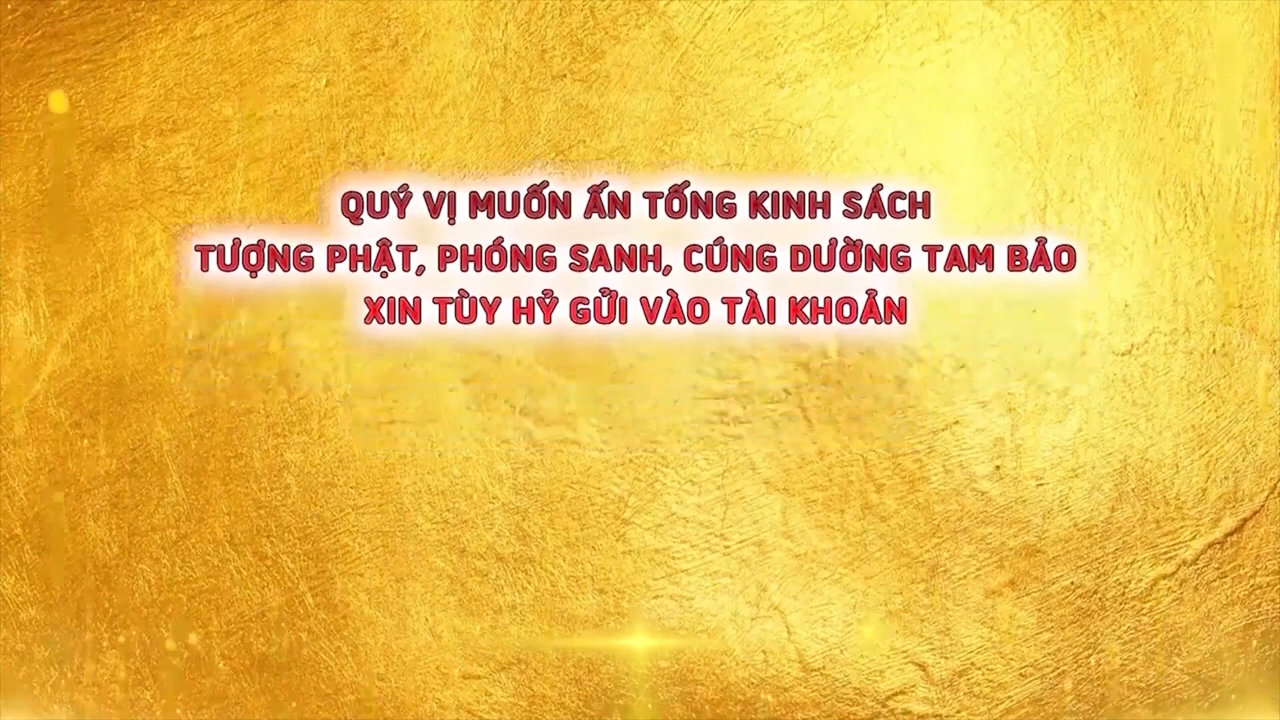 QUÝ VỊ MUỐN ẤN TỐNG KINH SÁCH
TƯỢNG PHẬT, PHÓNG SANH, CÚNG DƯỜNG TAM BẢO
XIN TÙY HỶ GỬI VÀO TÀI KHOẢN